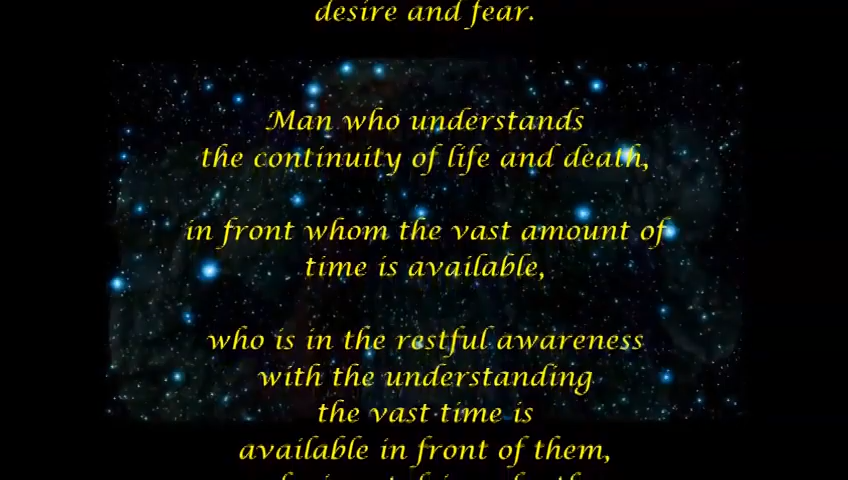 desire and fear.
Man who understands
the continuity of life and death,
in front whom the vast amount of
time is available,
who is in the restful awareness
with the understanding
the vast time is
available in front of them,